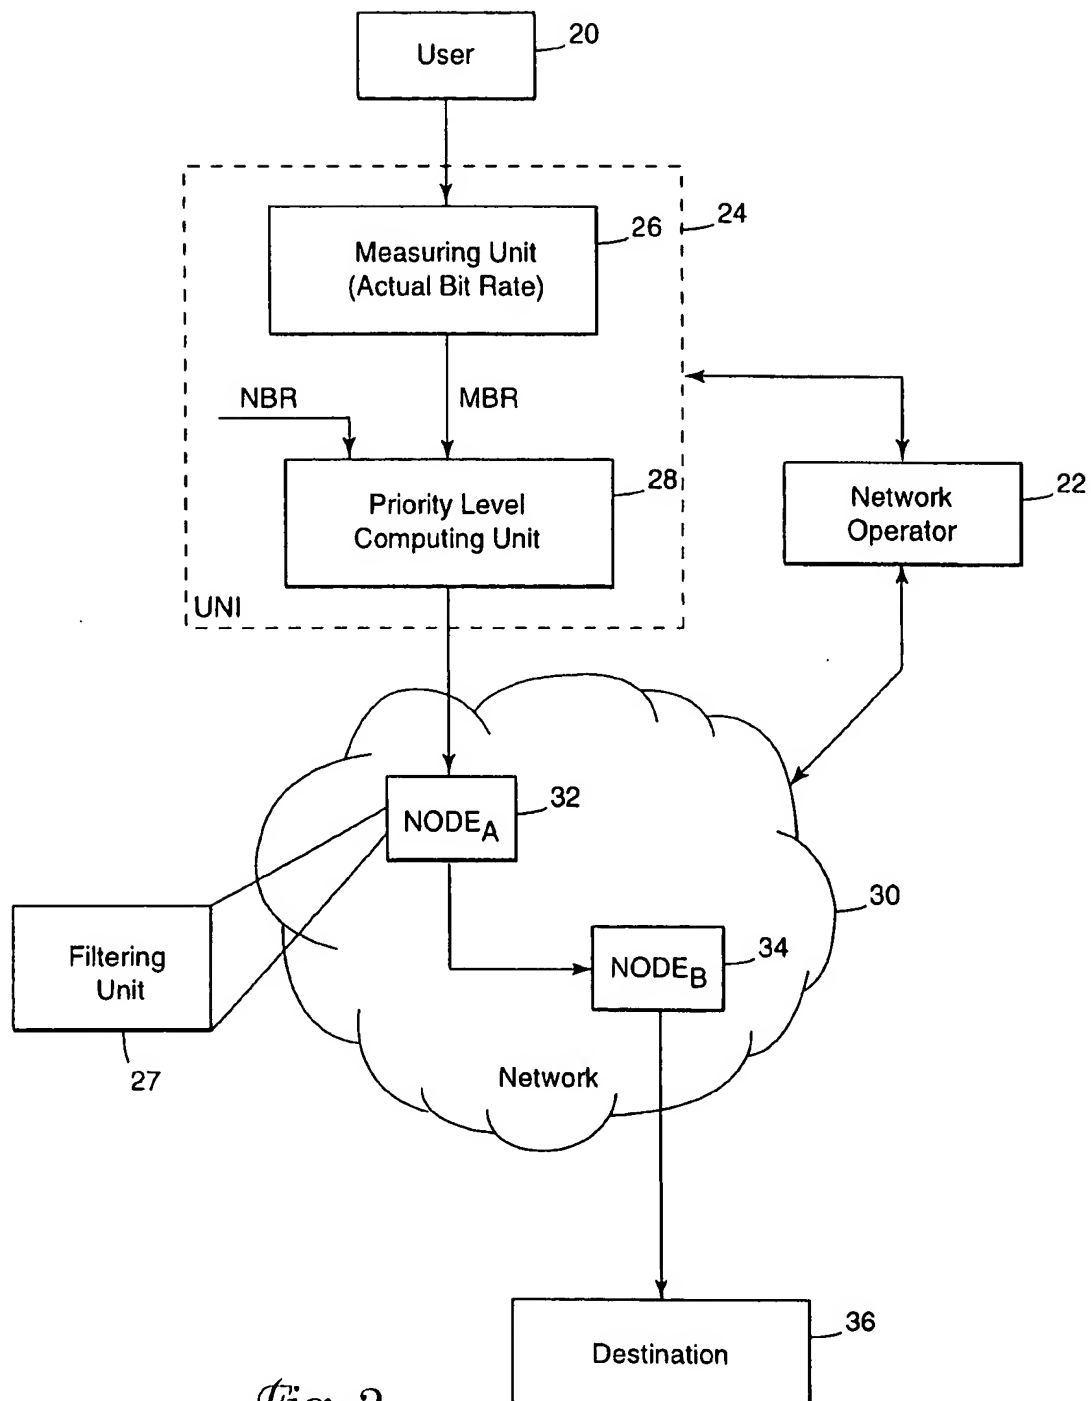 User
20
24
26
Measuring Unit
(Actual Bit Rate)
NBR
MBR
28
Priority Level
Computing Unit
22
Network
Operator
UNI
32
NODEA
30
34
NODEB
Filtering
Unit
27
Network
36
Destination